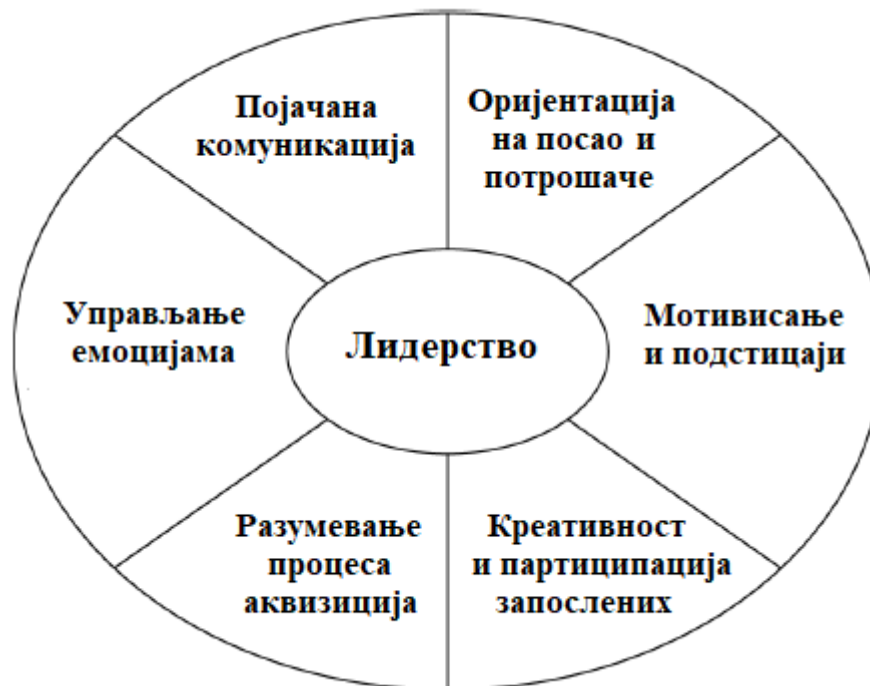 Појачана
комуникација
Оријентација
на посао и
потрошаче
Управљање
емоцијама
Лидерство
Мотивисање
и подстицаји
Разумевање
процеса
аквизиција
Креативност
и партиципација
запослених